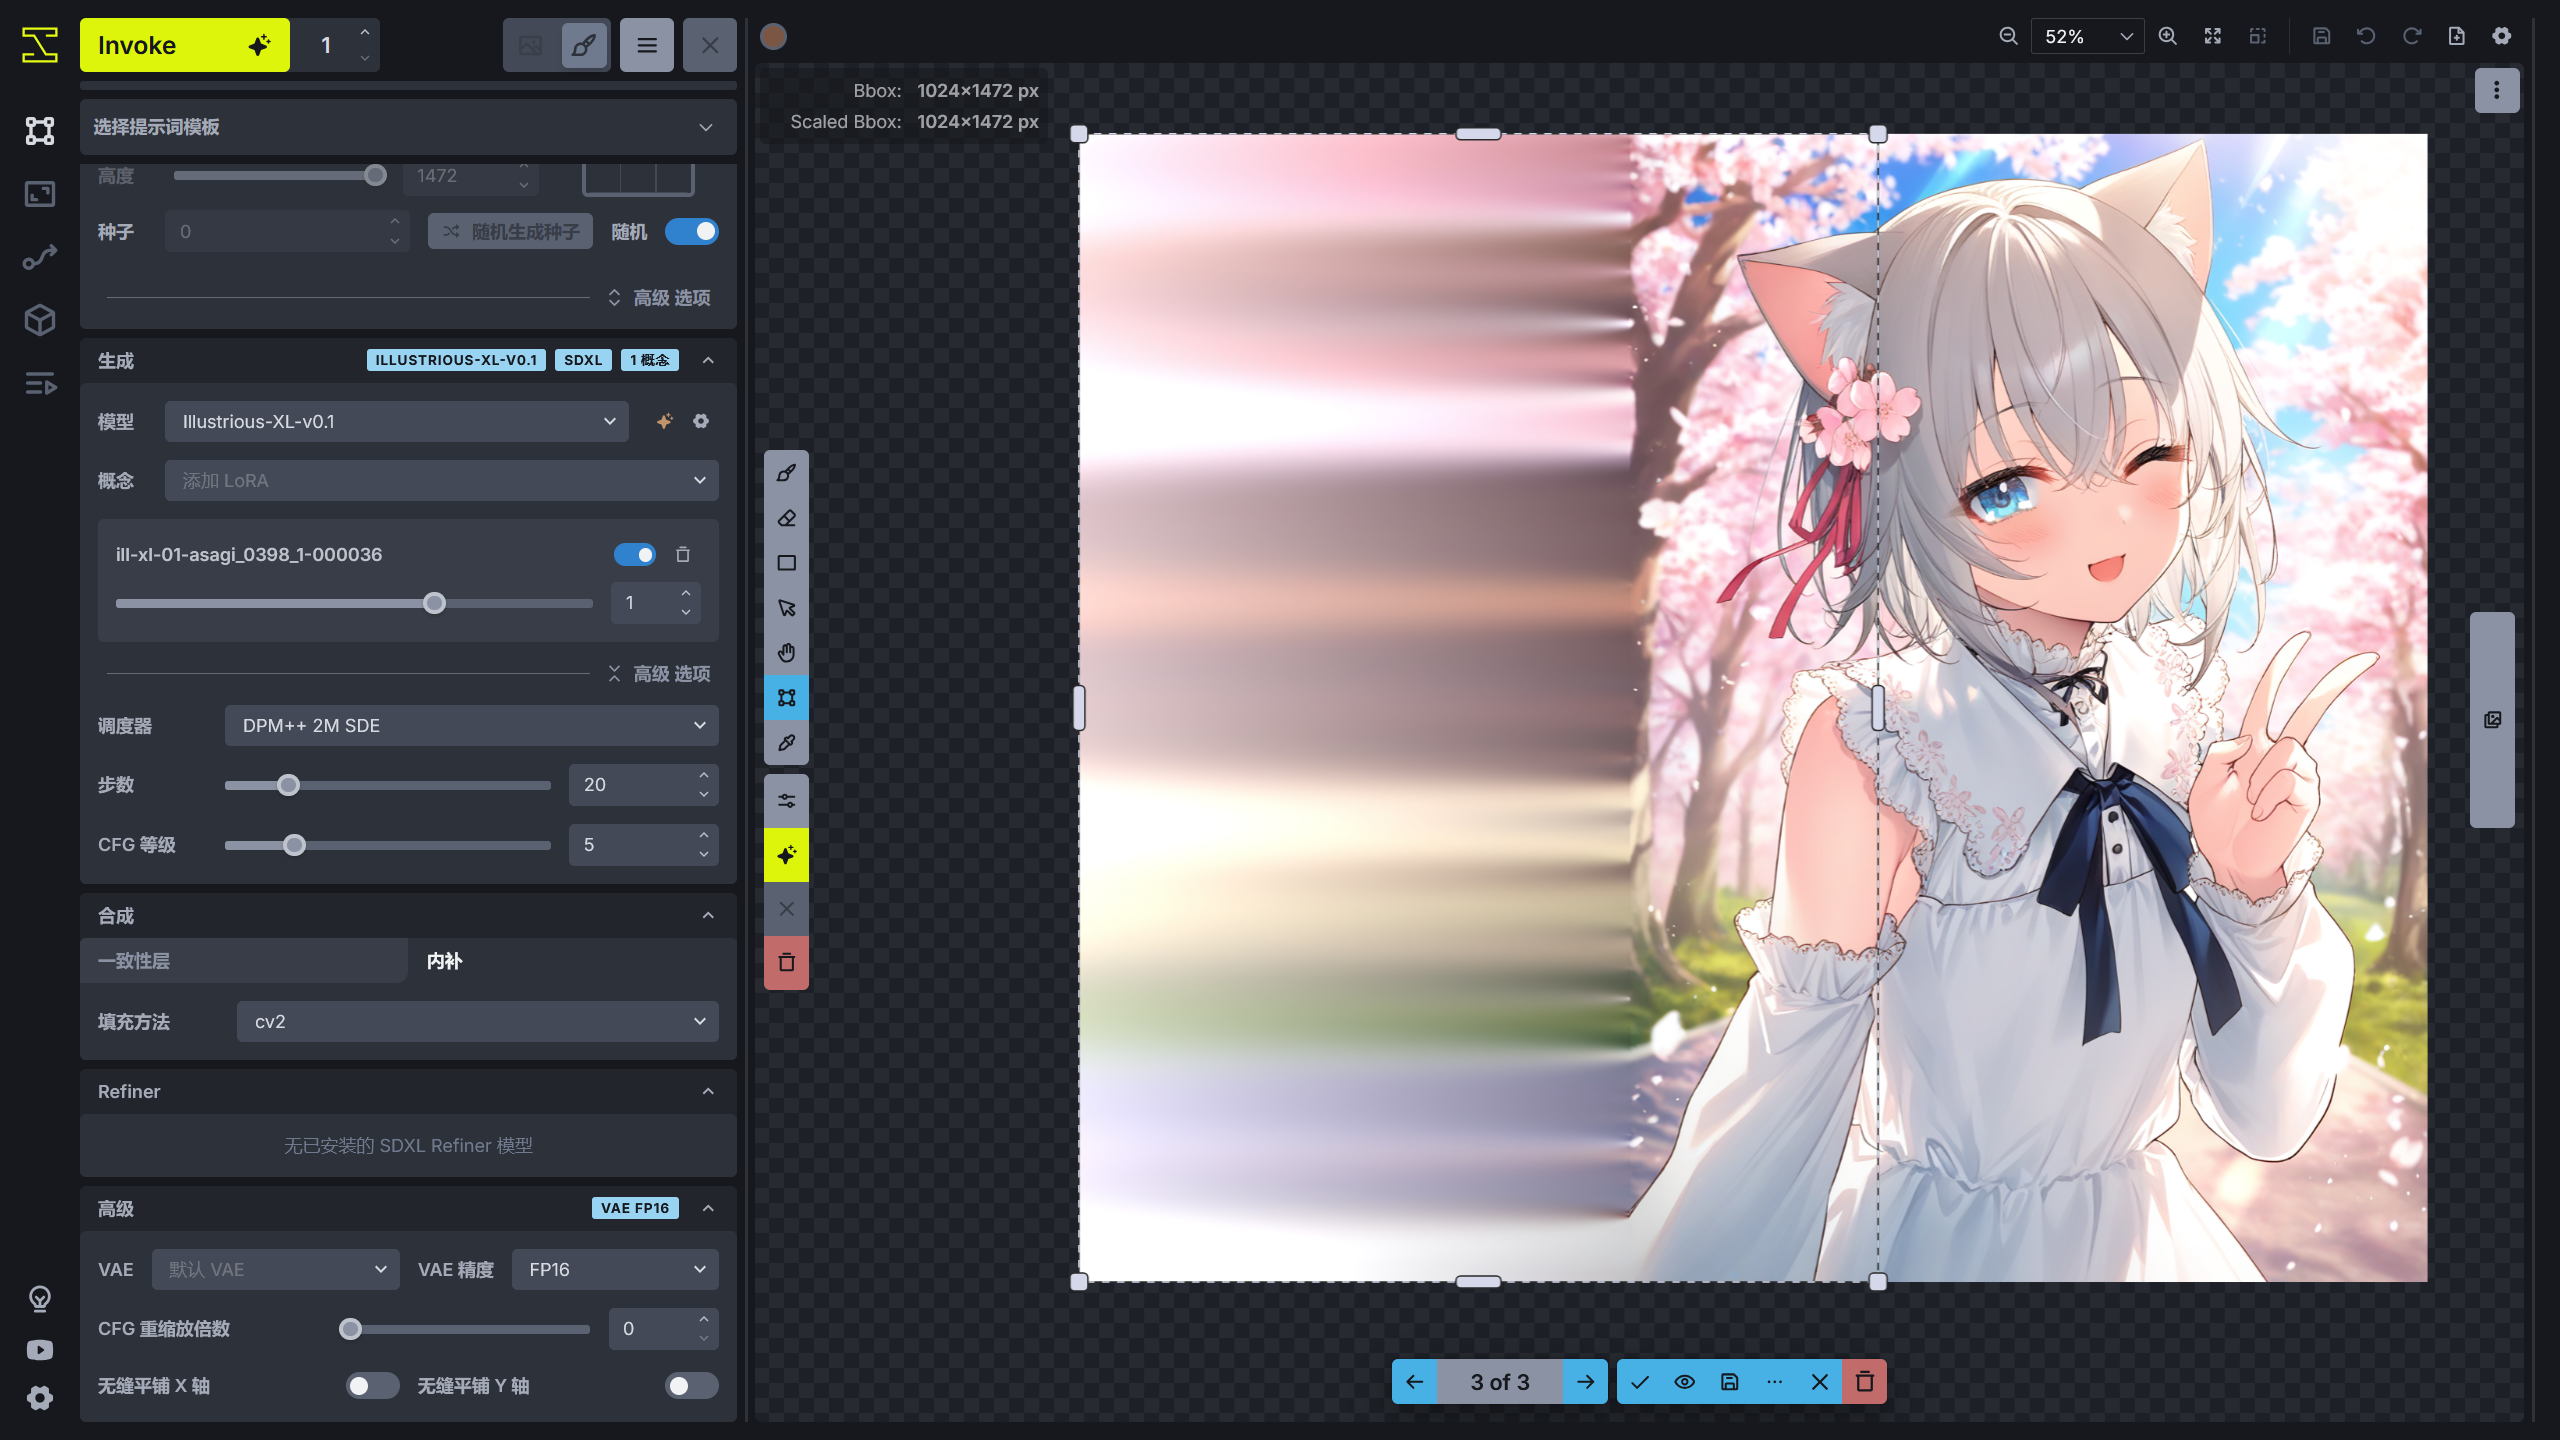 Invoke
1
52%
Bbox: 1024×1472 px
Scaled Bbox: 1024×1472 px
选择提示词模板
高度
1472
种子
0
随机生成种子
随机
高级 选项
生成
ILLUSTRIOUS-XL-V0.1
SDXL
1 概念
模型
Illustrious-XL-v0.1
概念
添加 LoRA
ill-xl-01-asagi_0398_1-000036
1
高级 选项
调度器
DPM++ 2M SDE
步数
20
CFG 等级
5
合成
一致性层
内补
填充方法
cv2
Refiner
无已安装的 SDXL Refiner 模型
高级
VAE FP16
VAE
默认 VAE
VAE 精度
FP16
CFG 重缩放倍数
0
无缝平铺 X 轴
无缝平铺 Y 轴
3 of 3